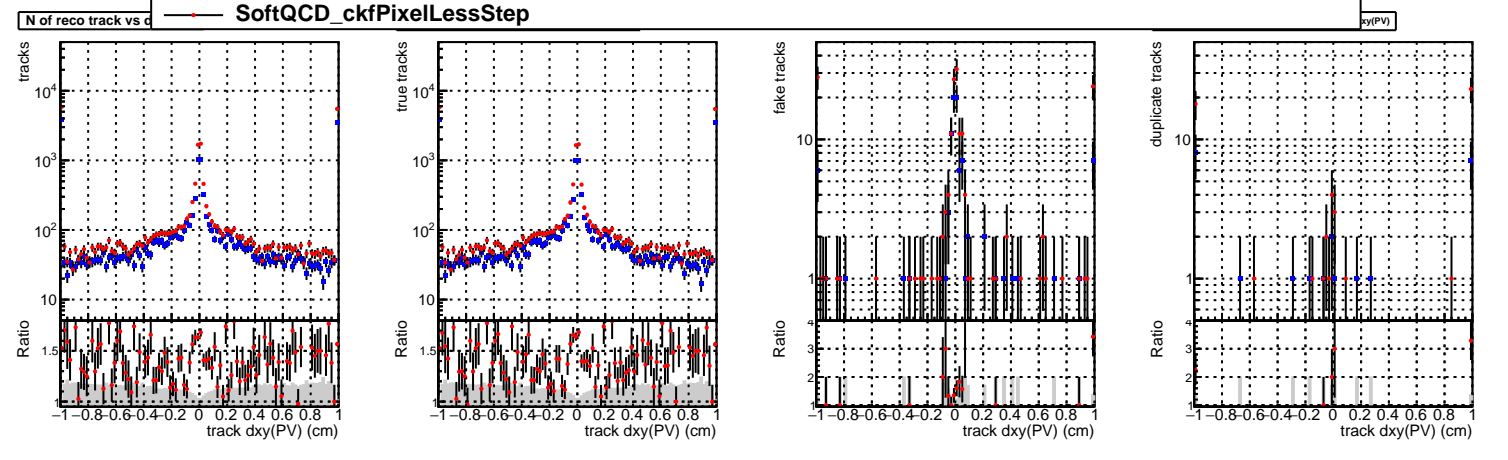 SoftQCD_ckfPixelLessStep
N of reco track vs d
xy(PV)
tracks
10⁴
10³
10²
10
Ratio
1.5
1
−1 −0.8 −0.6 −0.4 −0.2 0 0.2 0.4 0.6 0.8 1
track dxy(PV) (cm)
true tracks
10⁴
10³
10²
10
Ratio
1.5
1
−1 −0.8 −0.6 −0.4 −0.2 0 0.2 0.4 0.6 0.8 1
track dxy(PV) (cm)
fake tracks
10
1
Ratio
4
3
2
1
−1 −0.8 −0.6 −0.4 −0.2 0 0.2 0.4 0.6 0.8 1
track dxy(PV) (cm)
duplicate tracks
10
1
Ratio
4
3
2
1
−1 −0.8 −0.6 −0.4 −0.2 0 0.2 0.4 0.6 0.8 1
track dxy(PV) (cm)